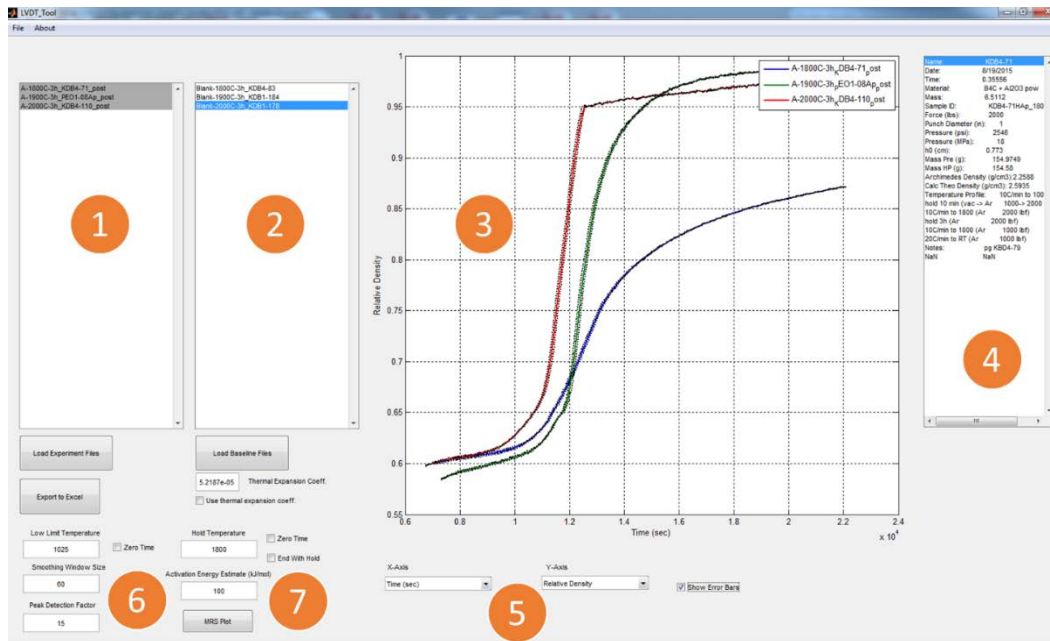 LVDT_Tool
File About
A-1800C-3h_KDB4-71_post
A-1900C-3h_PEO1-08Ap_post
A-2000C-3h_KDB4-110_post
1
Load Experiment Files
Export to Excel
Blank-1800C-3h_KDB4-83
Blank-1900C-3h_KDB1-184
Blank-2000C-3h_KDB1-178
2
Load Baseline Files
5.2187e-05 Thermal Expansion Coeff.
Use thermal expansion coeff.
Relative Density
1
0.95
0.9
0.85
0.8
0.75
0.7
0.65
0.6
0.55
0.6 0.8 1 1.2 1.4 1.6 1.8 2 2.2 2.4
Time (sec)
x 10^4
A-1800C-3h_KDB4-71_post
A-1900C-3h_PEO1-08Ap_post
A-2000C-3h_KDB4-110_post
3
Name: KDB4-71
Date: 8/19/2015
Time: 0.35556
Material: B4C + Al2O3 pow
Mass: 6.5112
Sample ID: KDB4-71HAp_180
Force (lbs): 2000
Punch Diameter (in): 1
Pressure (psi): 2546
Pressure (MPa): 18
h0 (cm): 0.773
Mass Pre (g): 154.9749
Mass HP (g): 154.58
Archimedes Density (g/cm3): 2.2588
Calc Theo Density (g/cm3): 2.5935
Temperature Profile: 10C/min to 100
hold 10 min (vac -> Ar 1000-> 2000
10C/min to 1800 (Ar 2000 lbf)
hold 3h (Ar 2000 lbf)
10C/min to 1000 (Ar 1000 lbf)
20C/min to RT (Ar 1000 lbf)
Notes: pg KBD4-79
NaN NaN
4
Low Limit Temperature
1025
Zero Time
Smoothing Window Size
60
Peak Detection Factor
15
6
Hold Temperature
1800
Zero Time
End With Hold
Activation Energy Estimate (kJ/mol)
100
MRS Plot
7
X-Axis
Time (sec)
Y-Axis
Relative Density
Show Error Bars
5